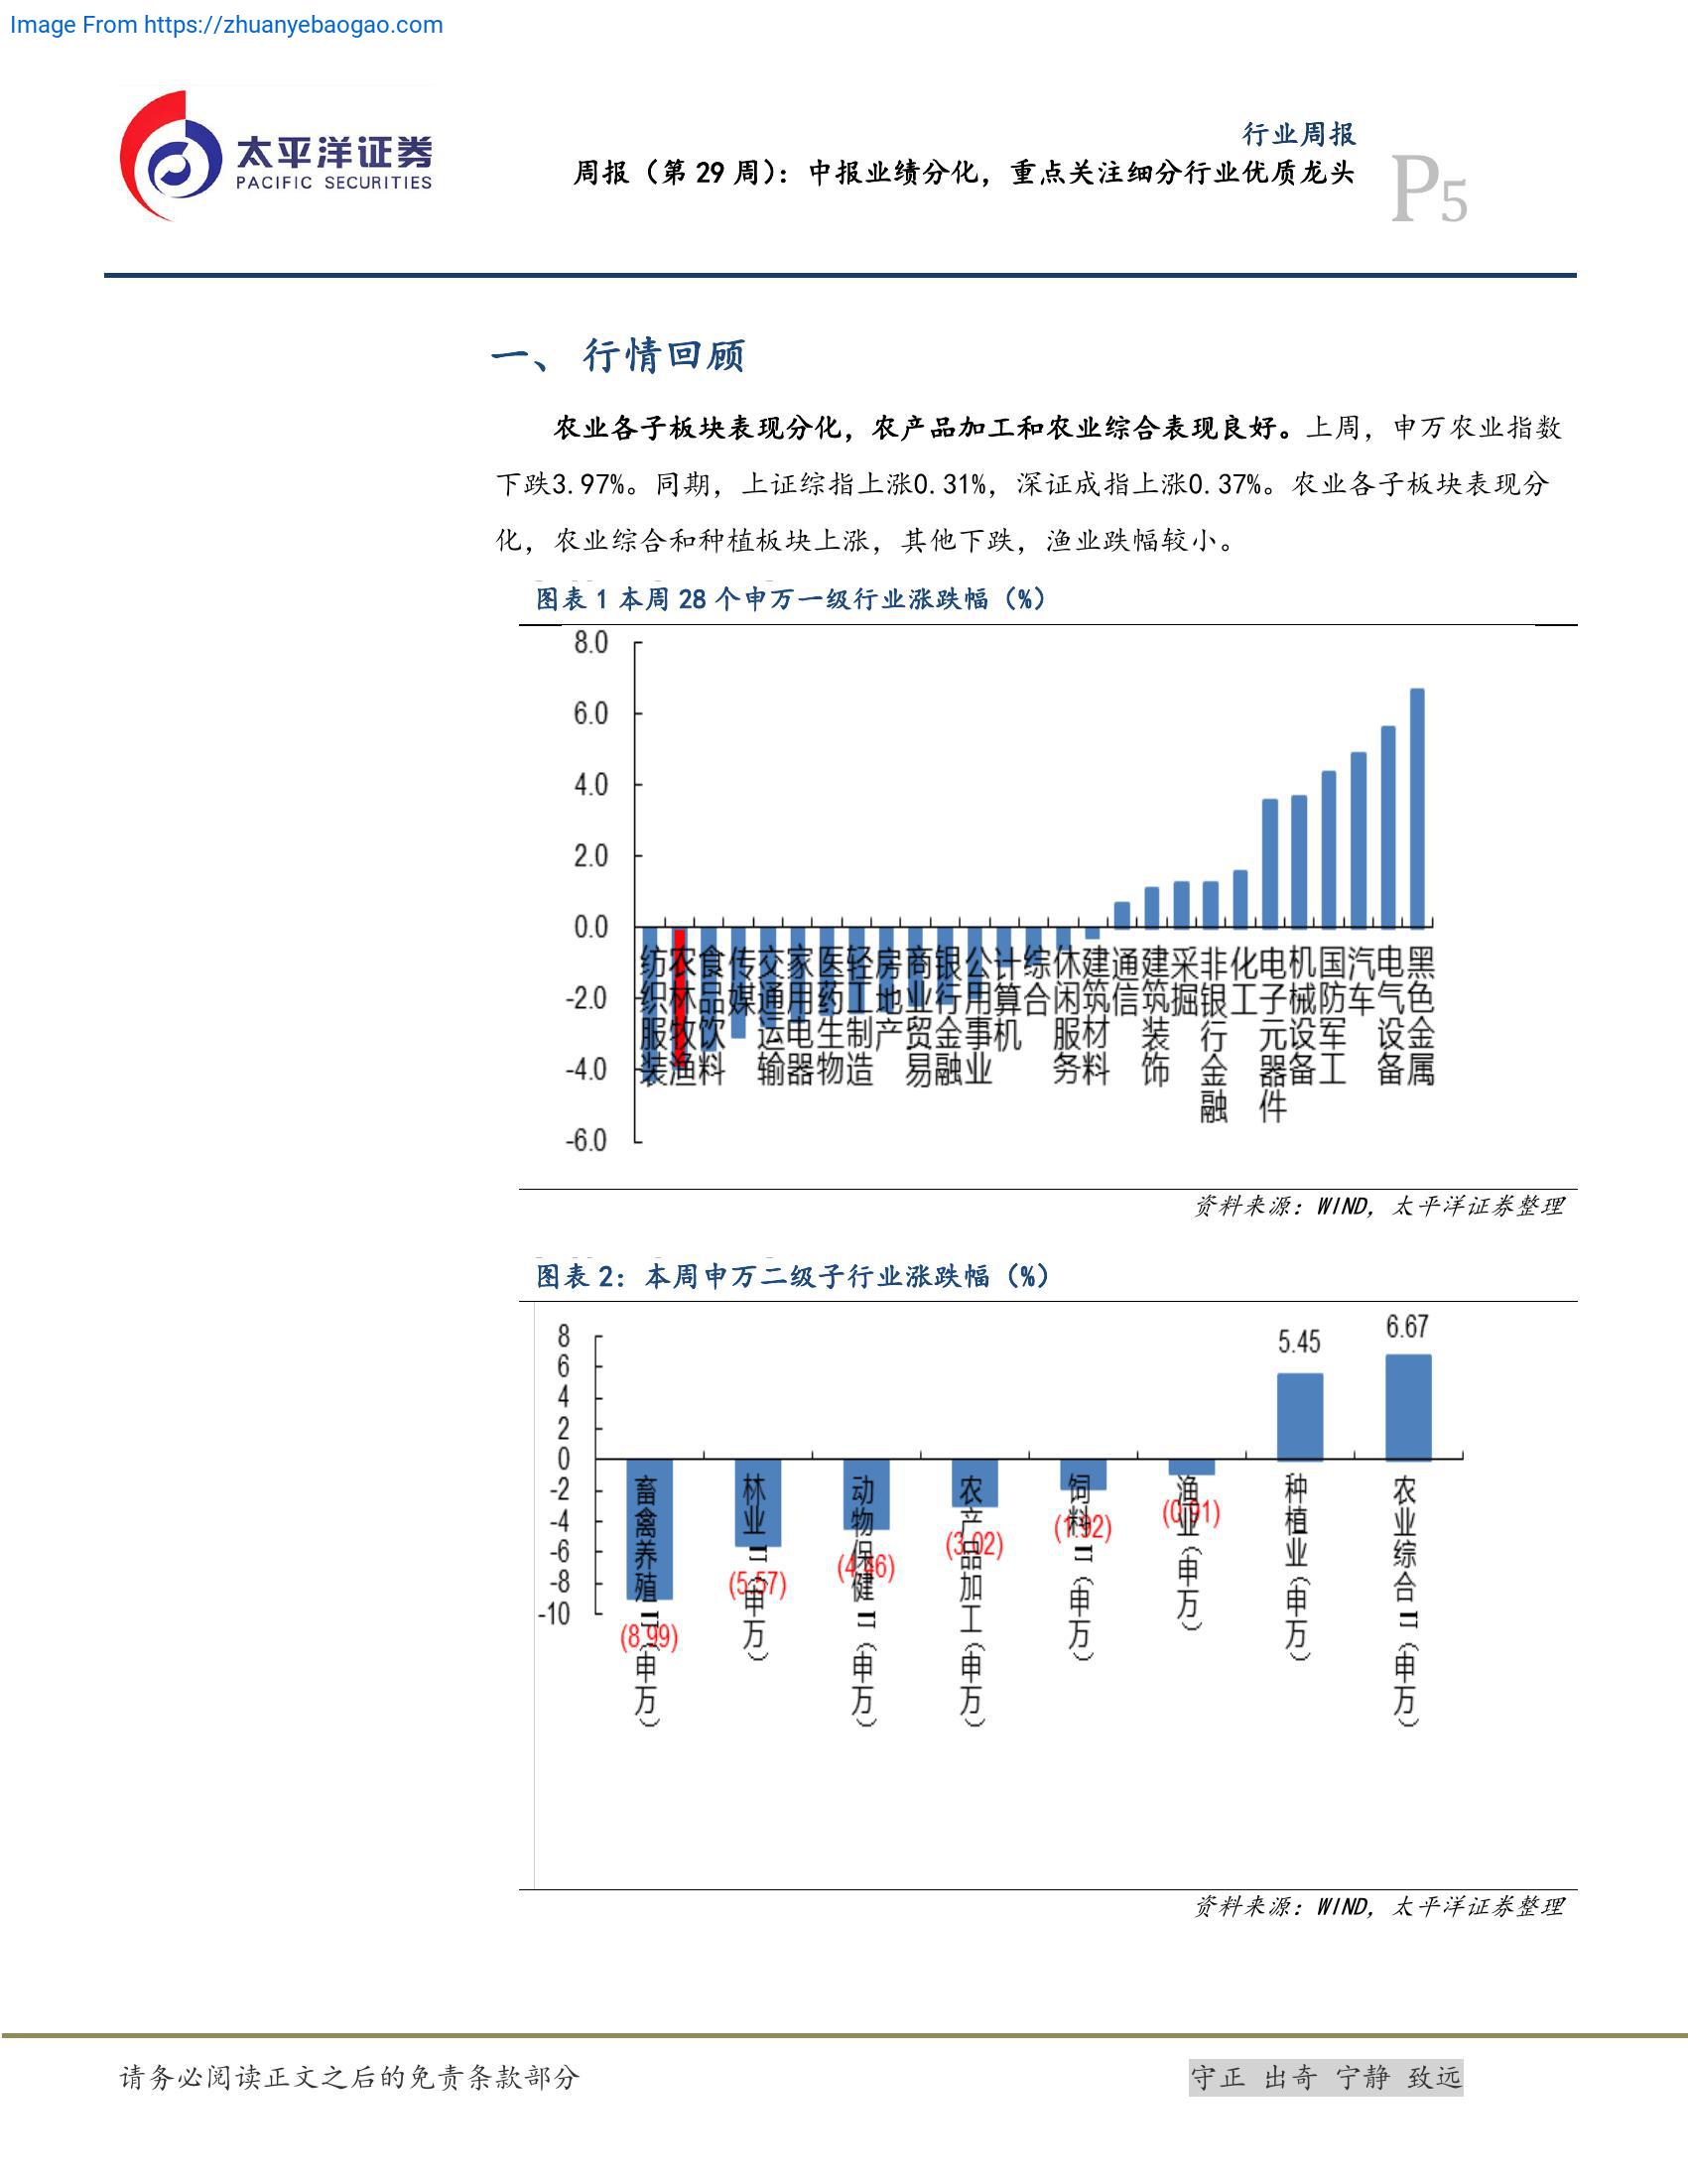 Image From https://zhuanyebaogao.com
太平洋证券
PACIFIC SECURITIES
行业周报
周报（第 29 周）：中报业绩分化，重点关注细分行业优质龙头
P5
一、 行情回顾
农业各子板块表现分化，农产品加工和农业综合表现良好。上周，申万农业指数
下跌3.97%。同期，上证综指上涨0.31%，深证成指上涨0.37%。农业各子板块表现分
化，农业综合和种植板块上涨，其他下跌，渔业跌幅较小。
图表 1 本周 28 个申万一级行业涨跌幅（%）
8.0
6.0
4.0
2.0
0.0
-2.0
-4.0
-6.0
纺织服装
农林牧渔
食品饮料
传媒
交通运输
家用电器
医药生物
轻工制造
房地产
商业贸易
银行金融
公用事业
计算机
综合
休闲服务
建筑材料
通信
建筑装饰
采掘
非银行金融
化工
电子元器件
机械设备
国防军工
汽车
电气设备
黑色金属
资料来源：WIND，太平洋证券整理
图表 2：本周申万二级子行业涨跌幅（%）
8
6
4
2
0
-2
-4
-6
-8
-10
(8.99)
(5.57)
(4.46)
(3.02)
(1.92)
(0.91)
5.45
6.67
畜禽养殖II（申万）
林业II（申万）
动物保健II（申万）
农产品加工（申万）
饲料II（申万）
渔业（申万）
种植业（申万）
农业综合II（申万）
资料来源：WIND，太平洋证券整理
请务必阅读正文之后的免责条款部分
守正 出奇 宁静 致远